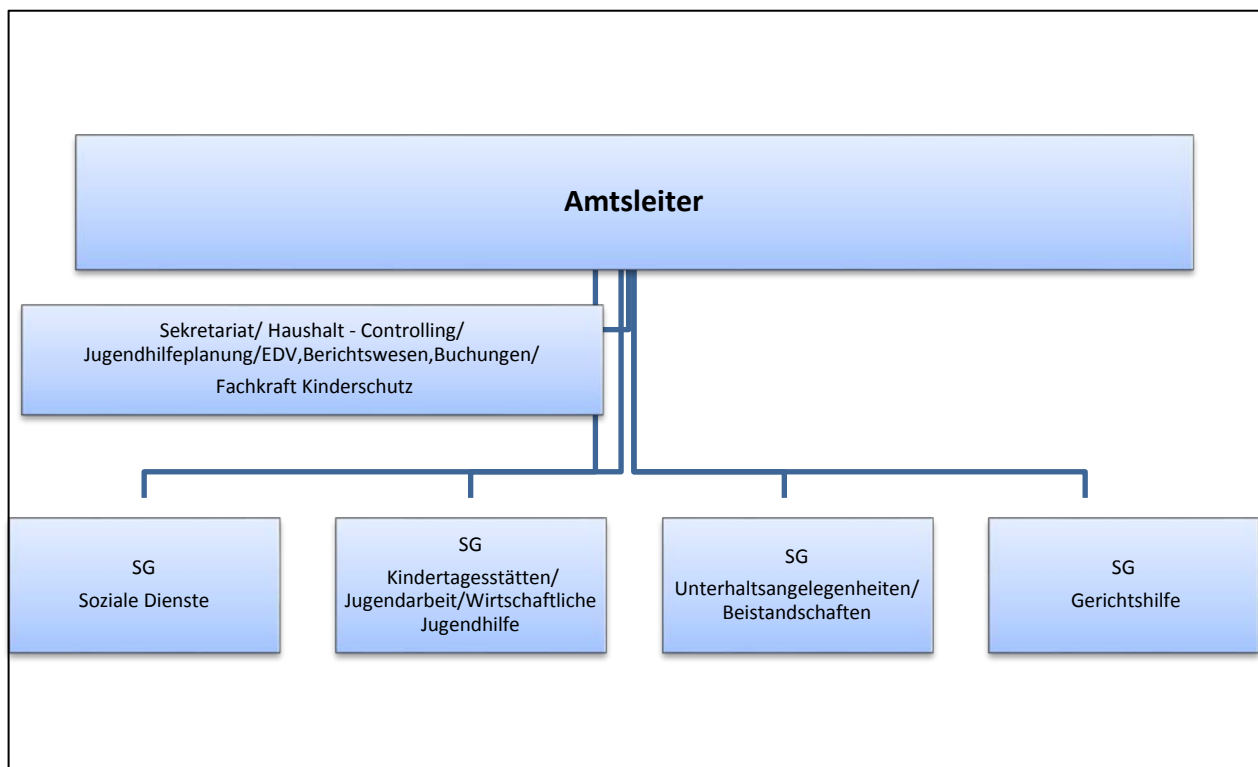 Amtsleiter
Sekretariat/ Haushalt - Controlling/
Jugendhilfeplanung/EDV,Berichtswesen,Buchungen/
Fachkraft Kinderschutz
SG
Soziale Dienste
SG
Kindertagesstätten/
Jugendarbeit/Wirtschaftliche
Jugendhilfe
SG
Unterhaltsangelegenheiten/
Beistandschaften
SG
Gerichtshilfe